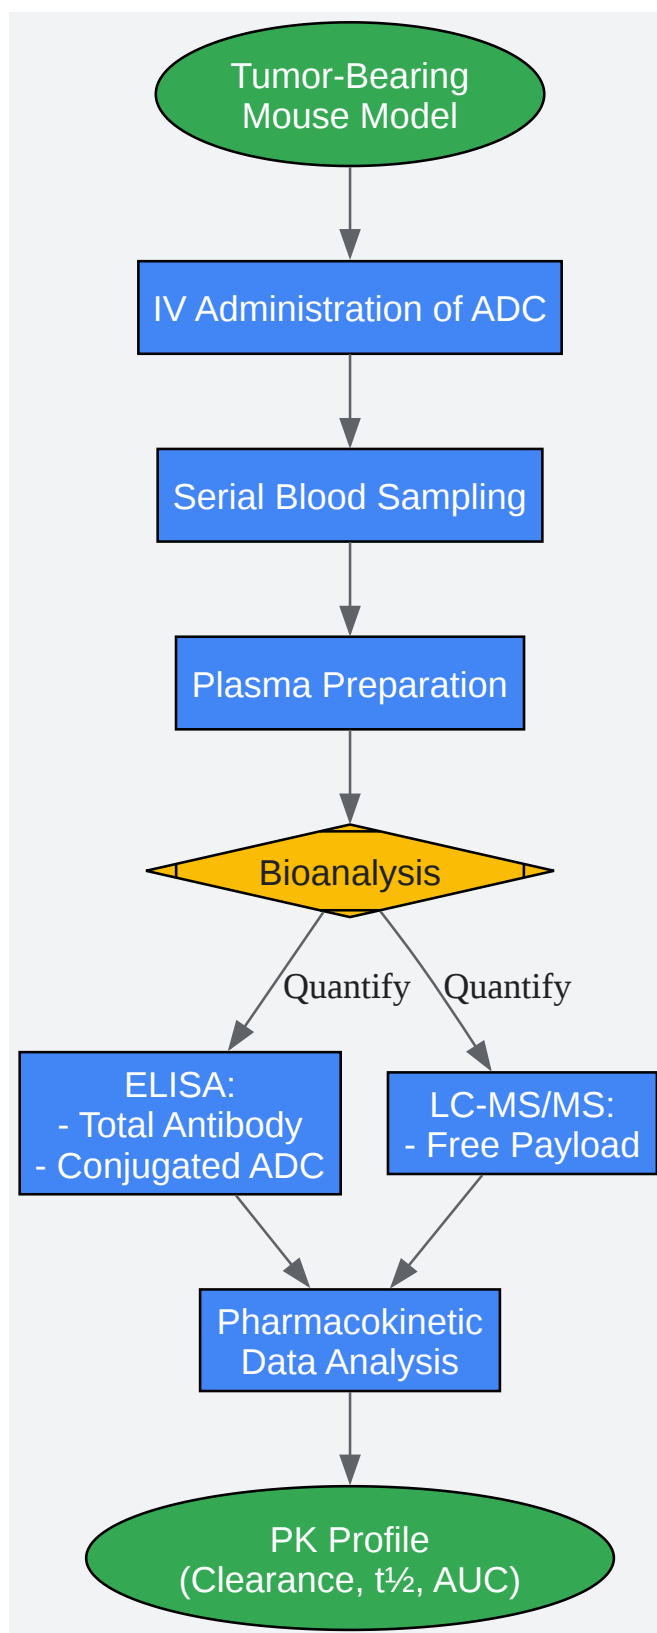 Tumor-Bearing
Mouse Model
IV Administration of ADC
Serial Blood Sampling
Plasma Preparation
Bioanalysis
Quantify
Quantify
ELISA:
- Total Antibody
- Conjugated ADC
LC-MS/MS:
- Free Payload
Pharmacokinetic
Data Analysis
PK Profile
(Clearance, t½, AUC)